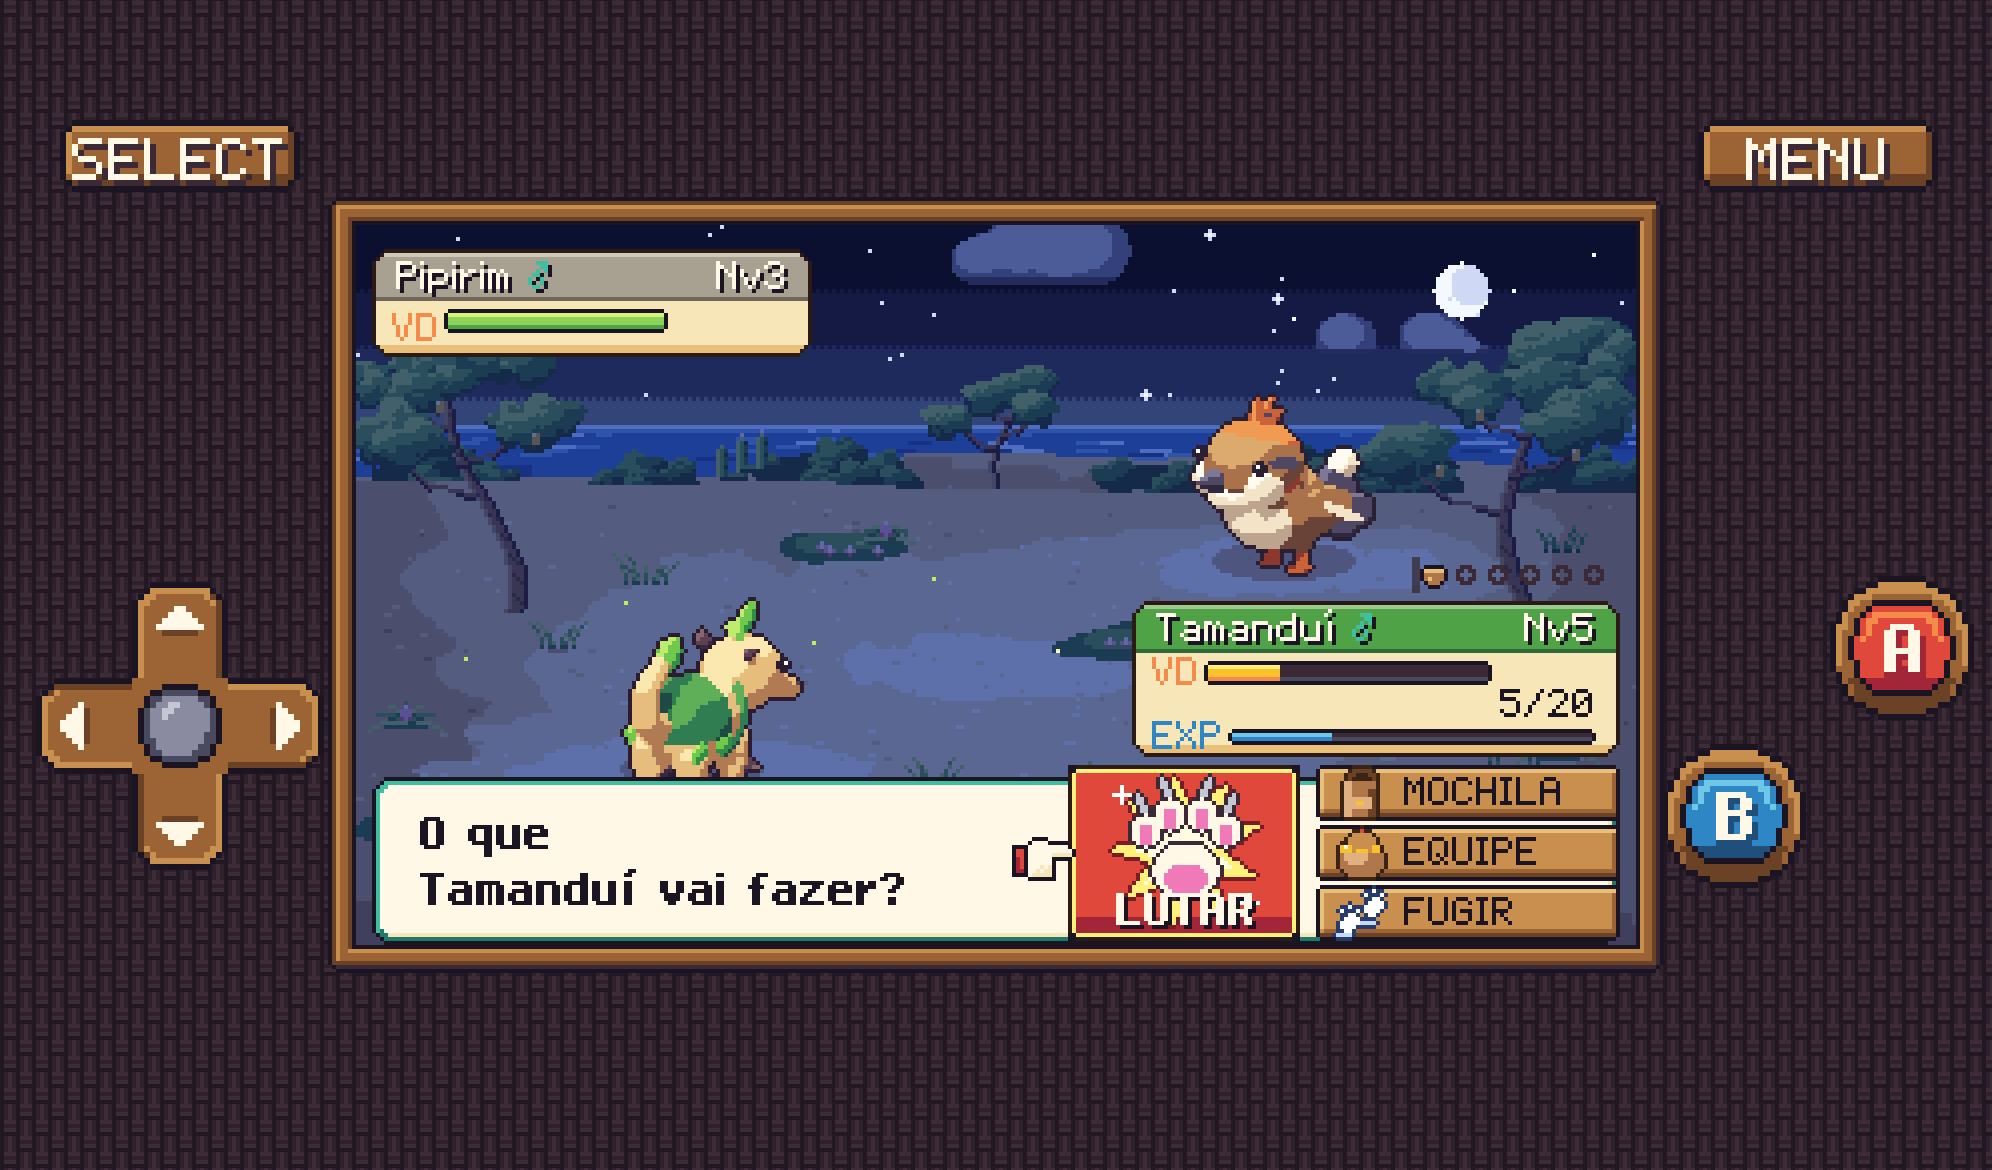 SELECT
MENU
Pipirim ♂ Nv3
VD
Tamanduí ♂ Nv5
VD
5/20
EXP
O que
Tamanduí vai fazer?
LUTAR
MOCHILA
EQUIPE
FUGIR
A
B